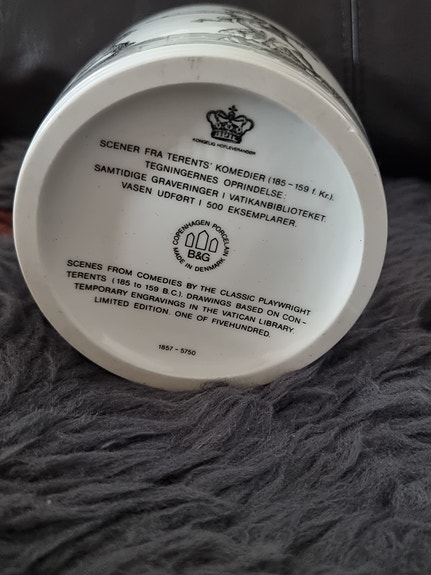 KONGELIG HOFLEVERANDØR
SCENER FRA TERENTS' KOMEDIER (185-159 f. Kr.).
TEGNINGERNES OPRINDELSE:
SAMTIDIGE GRAVERINGER I VATIKANBIBLIOTEKET.
VASEN UDFØRT I 500 EKSEMPLARER.
COPENHAGEN PORCELAIN
B&G
MADE IN DENMARK
SCENES FROM COMEDIES BY THE CLASSIC PLAYWRIGHT
TERENTS (185 to 159 B.C.). DRAWINGS BASED ON CON-
TEMPORARY ENGRAVINGS IN THE VATICAN LIBRARY.
LIMITED EDITION. ONE OF FIVEHUNDRED.
1857-5750